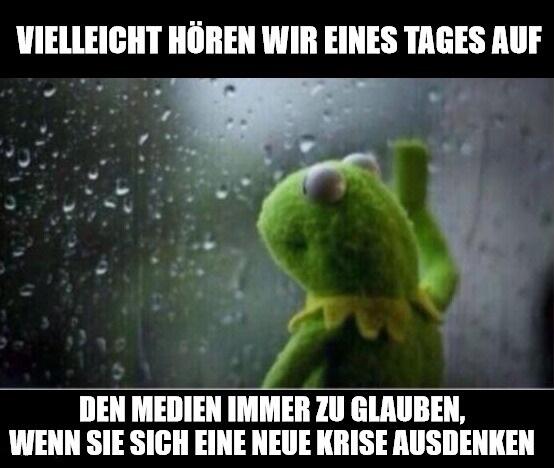 VIELLEICHT HÖREN WIR EINES TAGES AUF
DEN MEDIEN IMMER ZU GLAUBEN,
WENN SIE SICH EINE NEUE KRISE AUSDENKEN